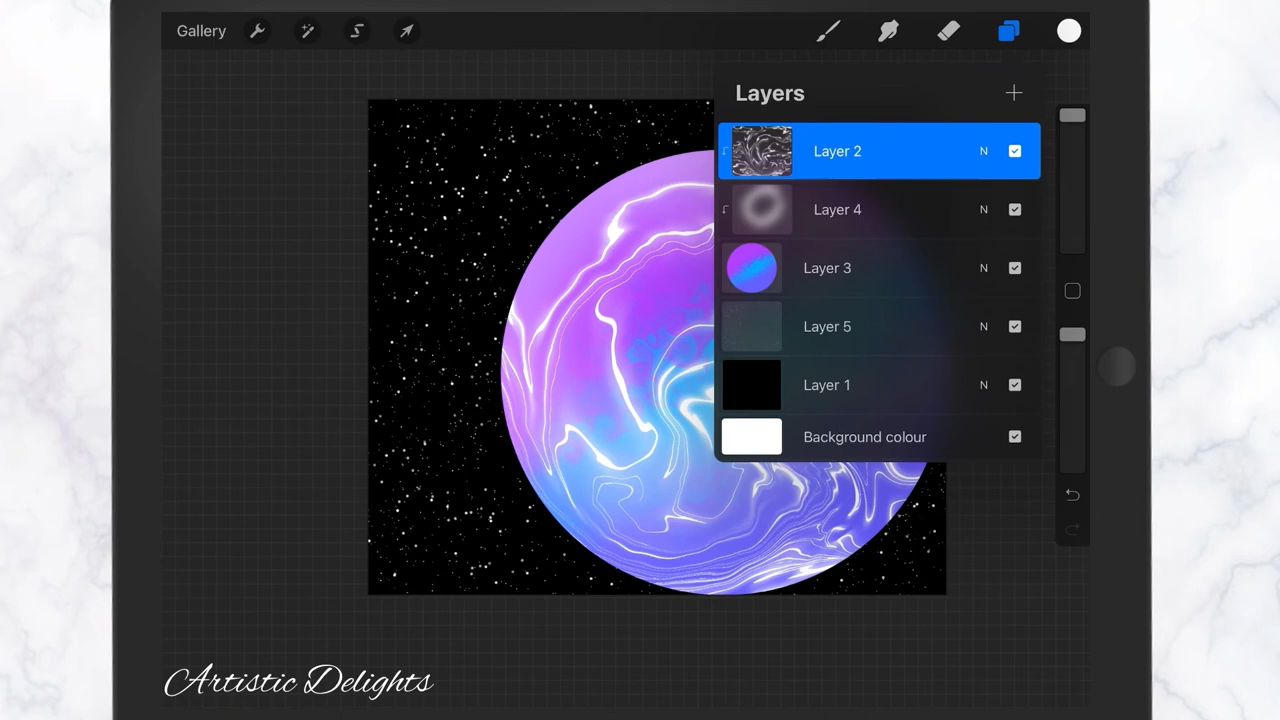 Gallery
Layers
Layer 2 N
Layer 4 N
Layer 3 N
Layer 5 N
Layer 1 N
Background colour
Artistic Delights